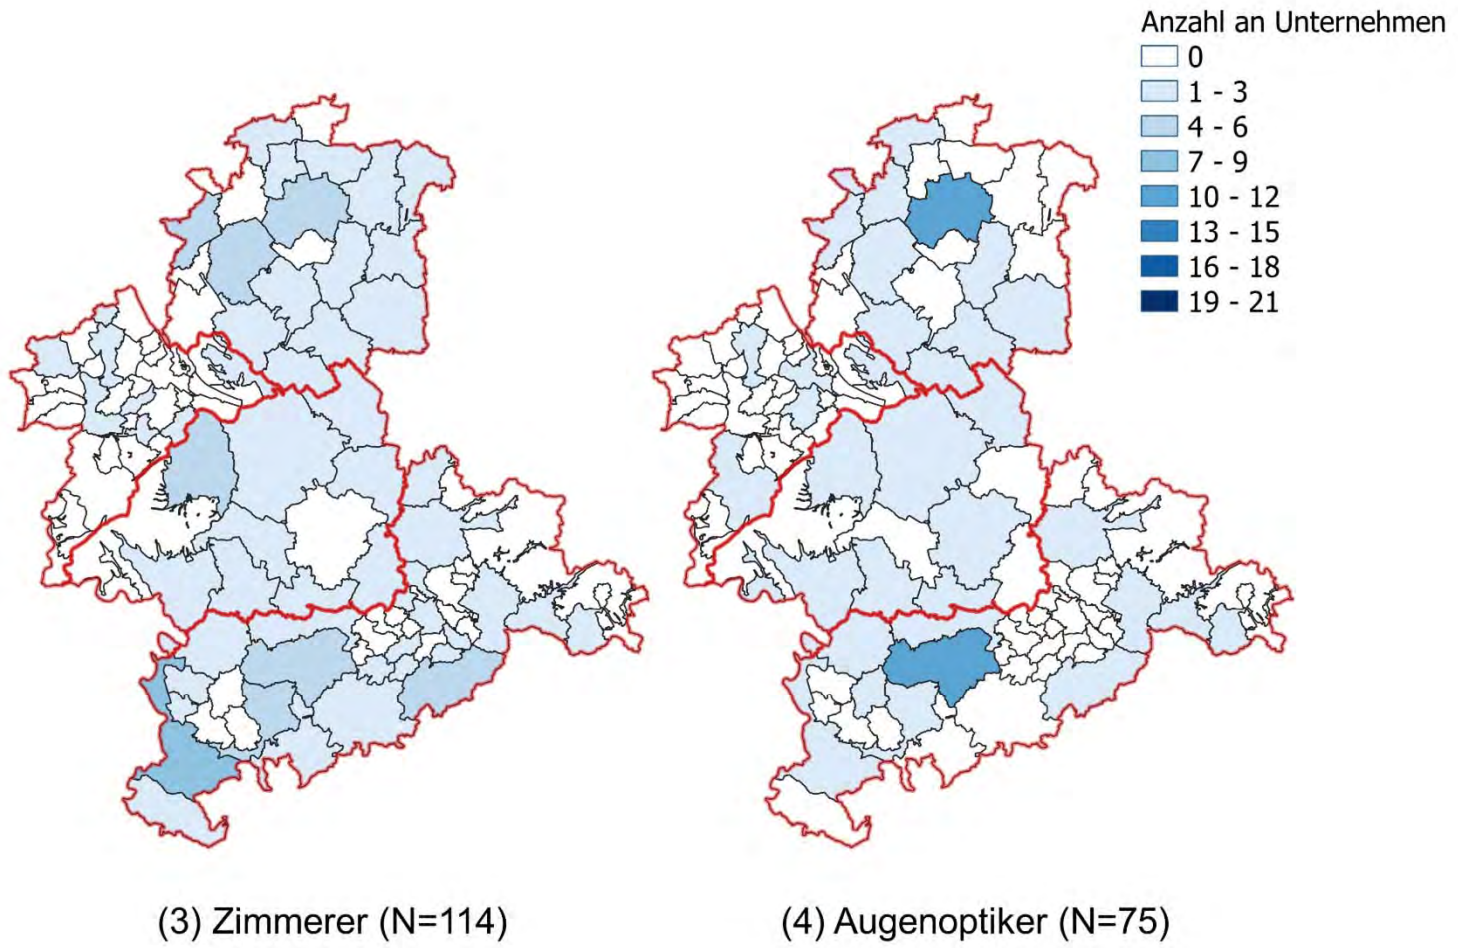 Anzahl an Unternehmen
0
1 - 3
4 - 6
7 - 9
10 - 12
13 - 15
16 - 18
19 - 21
(3) Zimmerer (N=114)
(4) Augenoptiker (N=75)